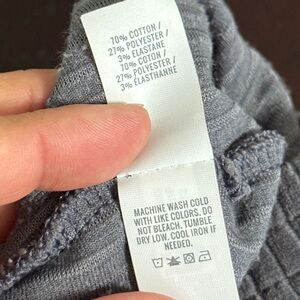 70% COTTON /
27% POLYESTER /
3% ELASTANE
70% COTON /
27% POLYESTER /
3% ÉLASTHANNE
MACHINE WASH COLD
WITH LIKE COLORS. DO
NOT BLEACH. TUMBLE
DRY LOW. COOL IRON IF
NEEDED.